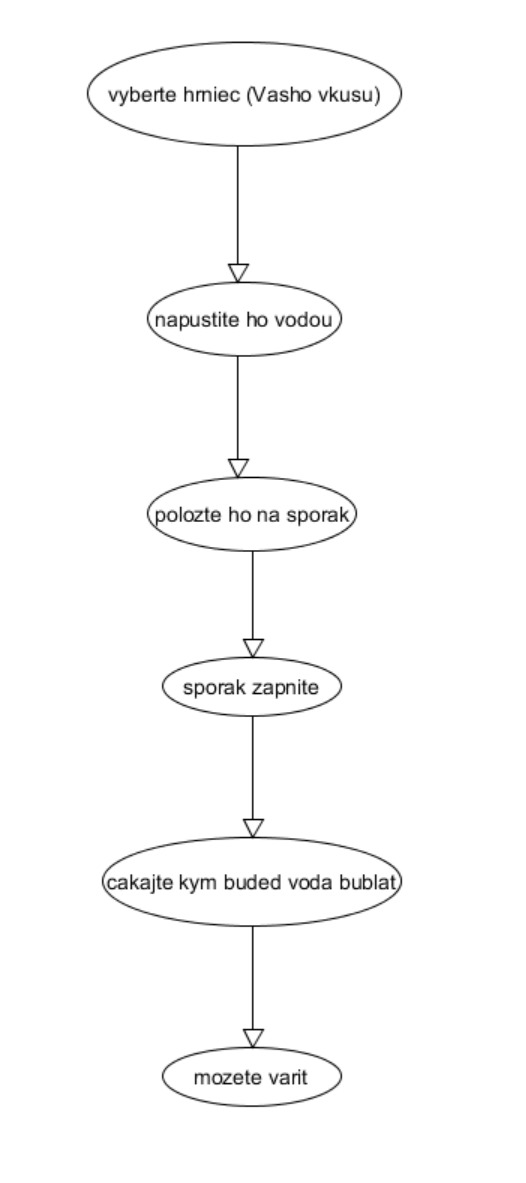 vyberte hrniec (Vasho vkusu)
napustite ho vodou
polozte ho na sporak
sporak zapnite
cakajte kym buded voda bublat
mozete varit